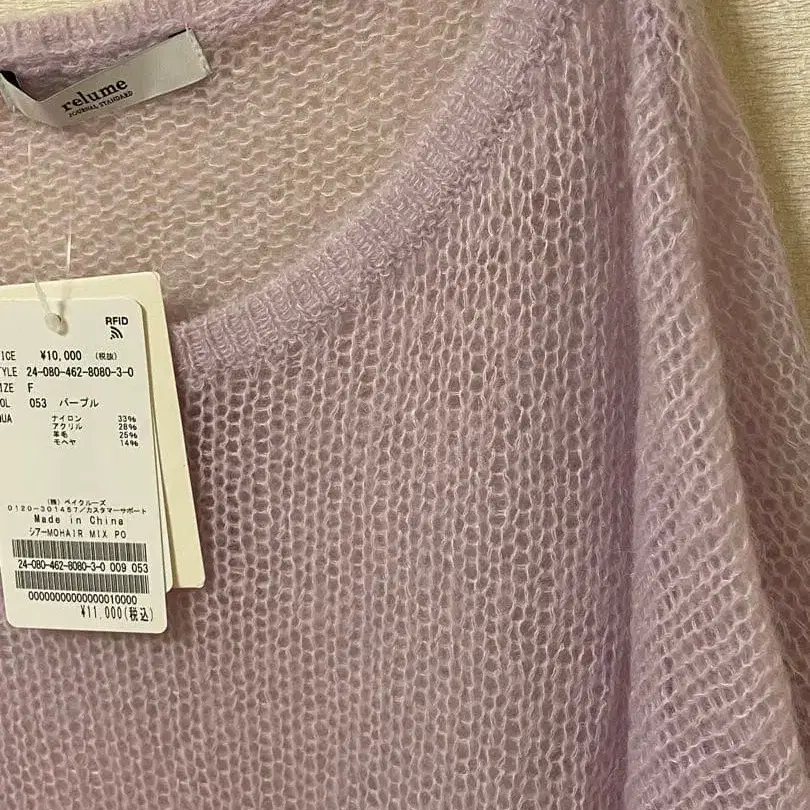 relume
JOURNAL STANDARD
RFID
ICE ¥10,000 (税抜)
TYLE 24-080-462-8080-3-0
IZE F
OL 053 パープル
QUA ナイロン 33%
アクリル 28%
羊毛 25%
モヘヤ 14%
(株)ベイクルーズ
0120-301457/カスタマーサポート
Made in China
シアーMOHAIR MIX PO
24-080-462-8080-3-0 009 053
0000000000000010000
¥11,000(税込)